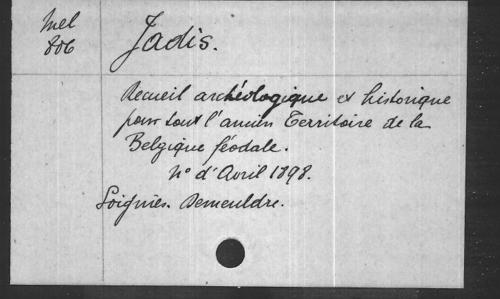 Mel
806
Jadis.
Recueil archéologique et historique
pour tout l'ancien Territoire de la
Belgique féodale.
No d'Avril 1898.
Soignies. Demeuldre.